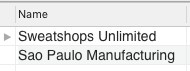 Name
Sweatshops Unlimited
Sao Paulo Manufacturing